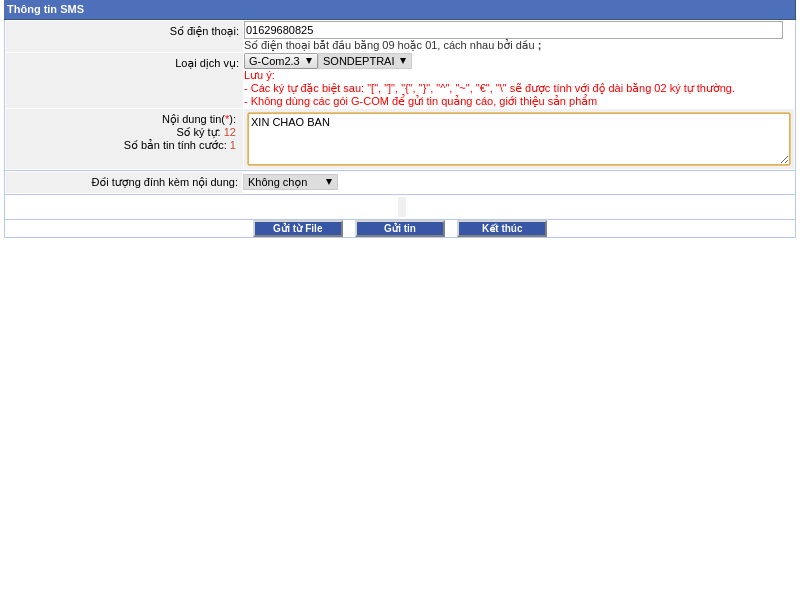 Thông tin SMS
Số điện thoại: 01629680825
Số điện thoại bắt đầu bằng 09 hoặc 01, cách nhau bởi dấu ;
Loại dịch vụ: G-Com2.3 SONDEPTRAI
Lưu ý:
- Các ký tự đặc biệt sau: "[", "]", "{", "}", "^", "~", "€", "\" sẽ được tính với độ dài bằng 02 ký tự thường.
- Không dùng các gói G-COM để gửi tin quảng cáo, giới thiệu sản phẩm
Nội dung tin(*): XIN CHAO BAN
Số ký tự: 12
Số bản tin tính cước: 1
Đối tượng đính kèm nội dung: Không chọn
Gửi từ File Gửi tin Kết thúc